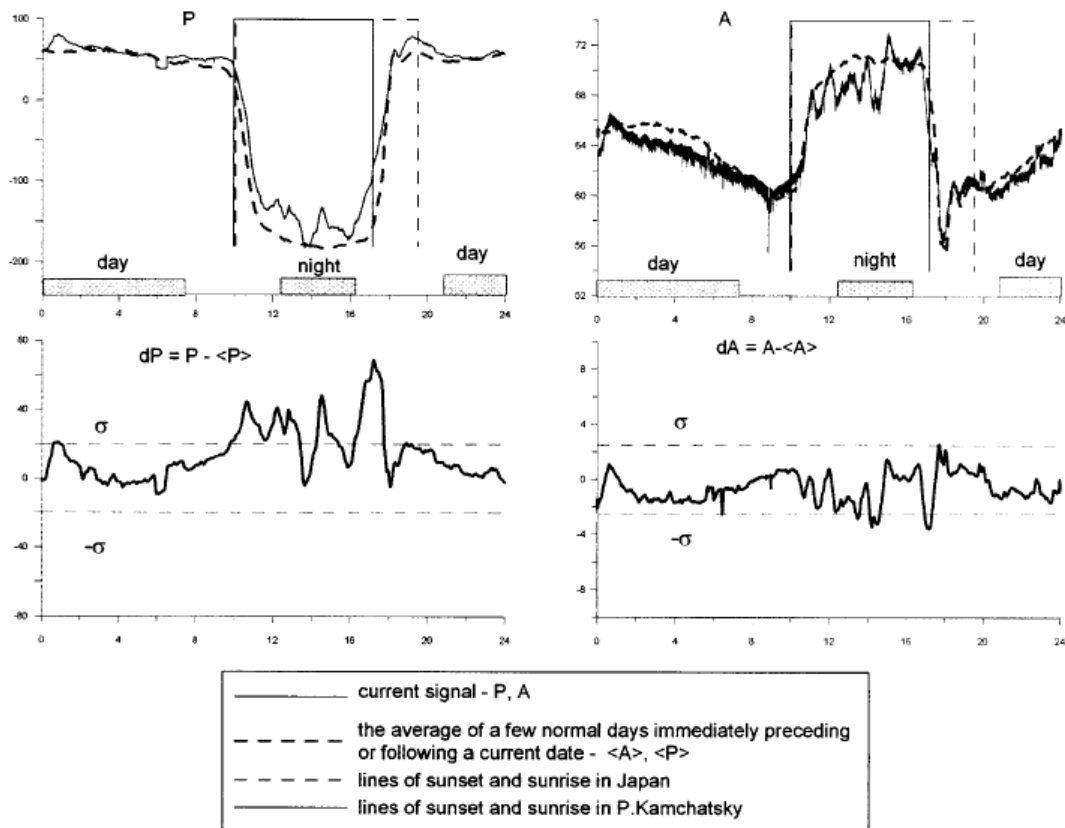 P
100
0
-100
-200
day
night
day
0 4 8 12 16 20 24
A
72
68
64
60
56
52
day
night
day
0 4 8 12 16 20 24
dP = P - <P>
80
40
0
-40
-80
σ
-σ
0 4 8 12 16 20 24
dA = A-<A>
8
4
0
-4
-8
σ
-σ
0 4 8 12 16 20 24
current signal - P, A
the average of a few normal days immediately preceding
or following a current date - <A>, <P>
lines of sunset and sunrise in Japan
lines of sunset and sunrise in P.Kamchatsky